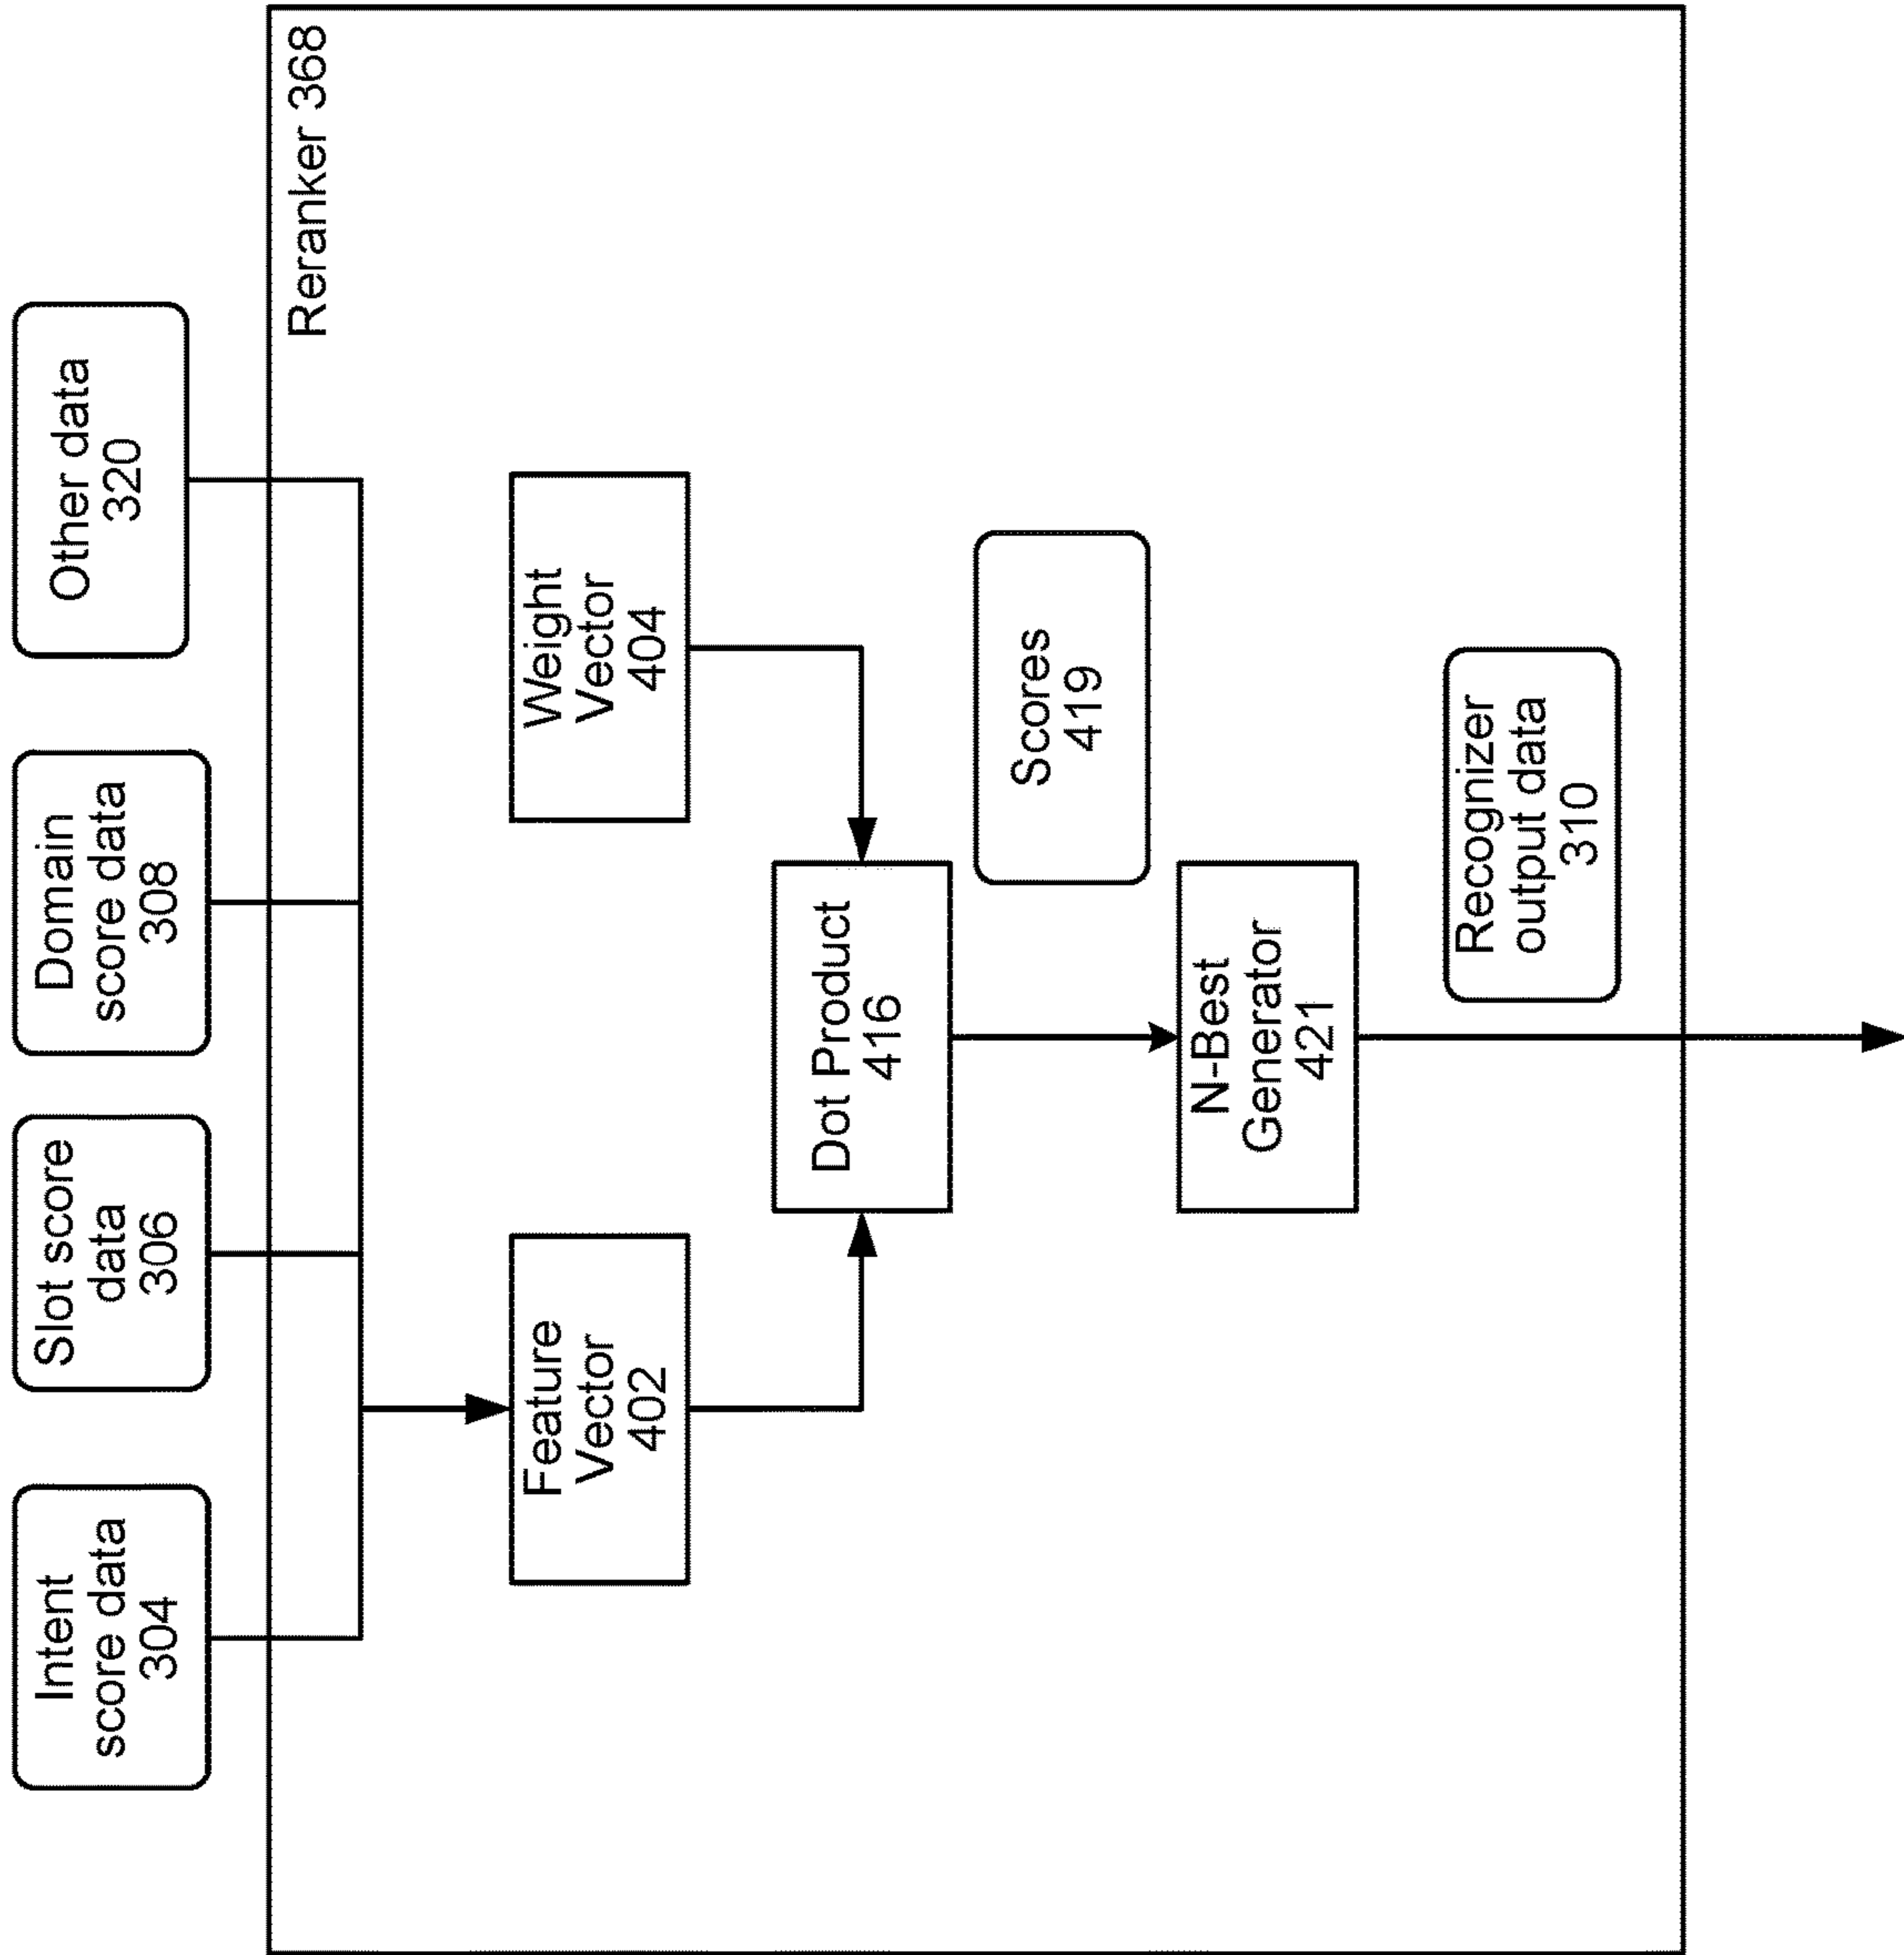 Intent
score data
304
Slot score
data
306
Domain
score data
308
Other data
320
Reranker 368
Feature
Vector
402
Weight
Vector
404
Dot Product
416
Scores
419
N-Best
Generator
421
Recognizer
output data
310